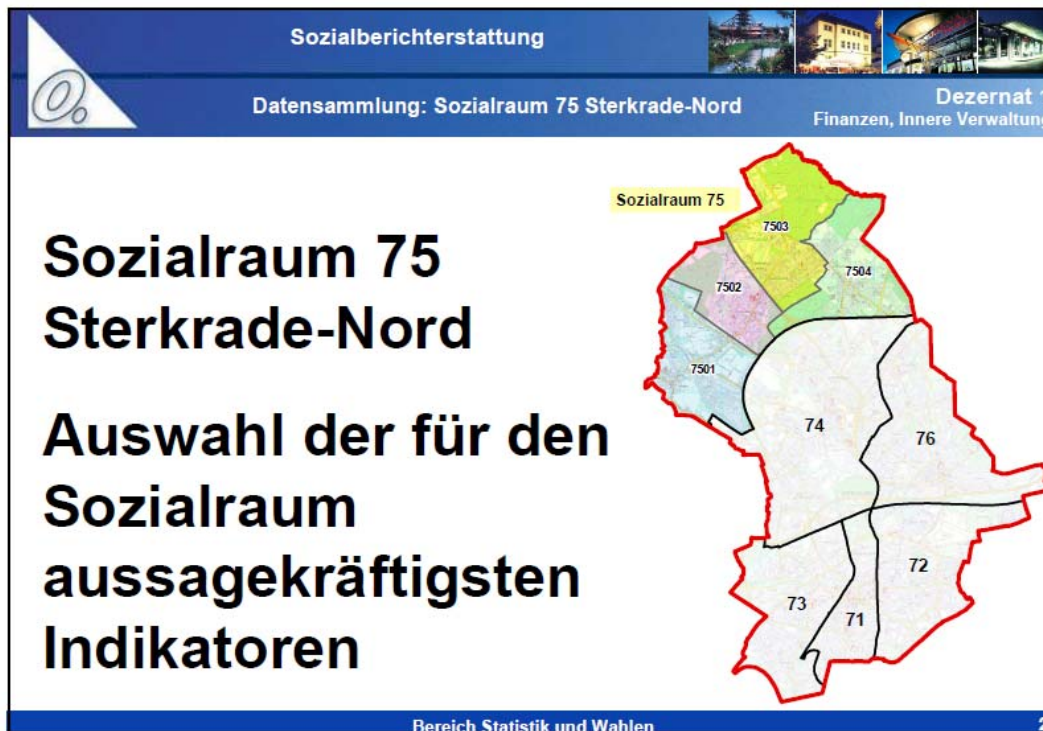 Sozialberichterstattung
O.
Datensammlung: Sozialraum 75 Sterkrade-Nord
Dezernat 1
Finanzen, Innere Verwaltung
Sozialraum 75
Sterkrade-Nord
Auswahl der für den
Sozialraum
aussagekräftigsten
Indikatoren
Sozialraum 75
7503
7504
7502
7501
74
76
72
73
71
Bereich Statistik und Wahlen
2